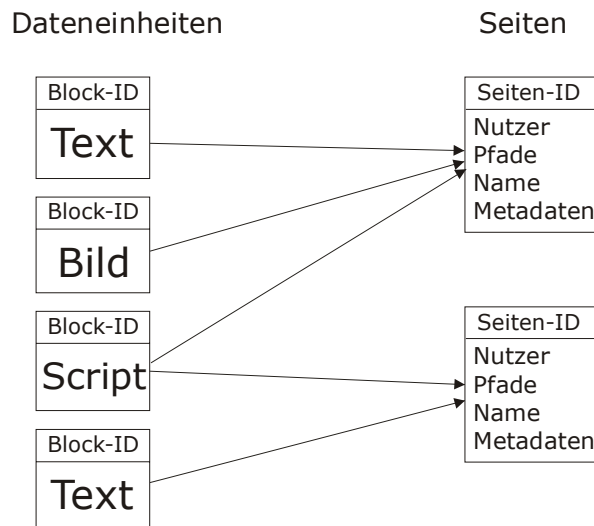 Dateneinheiten
Seiten
Block-ID
Text
Block-ID
Bild
Block-ID
Script
Block-ID
Text
Seiten-ID
Nutzer
Pfade
Name
Metadaten
Seiten-ID
Nutzer
Pfade
Name
Metadaten